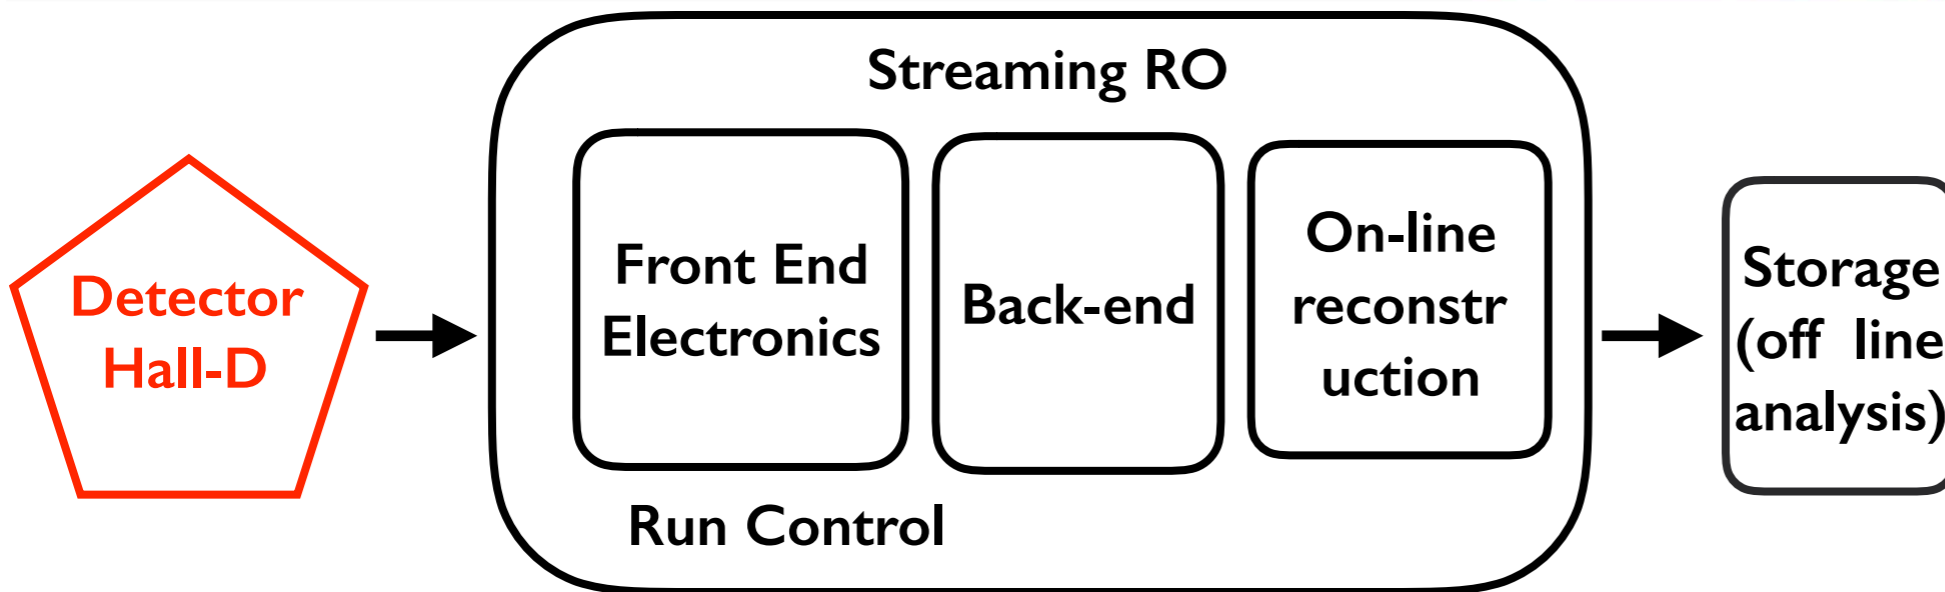 Streaming RO
Detector
Hall-D
Front End
Electronics
Back-end
On-line
reconstr
uction
Run Control
Storage
(off line
analysis)